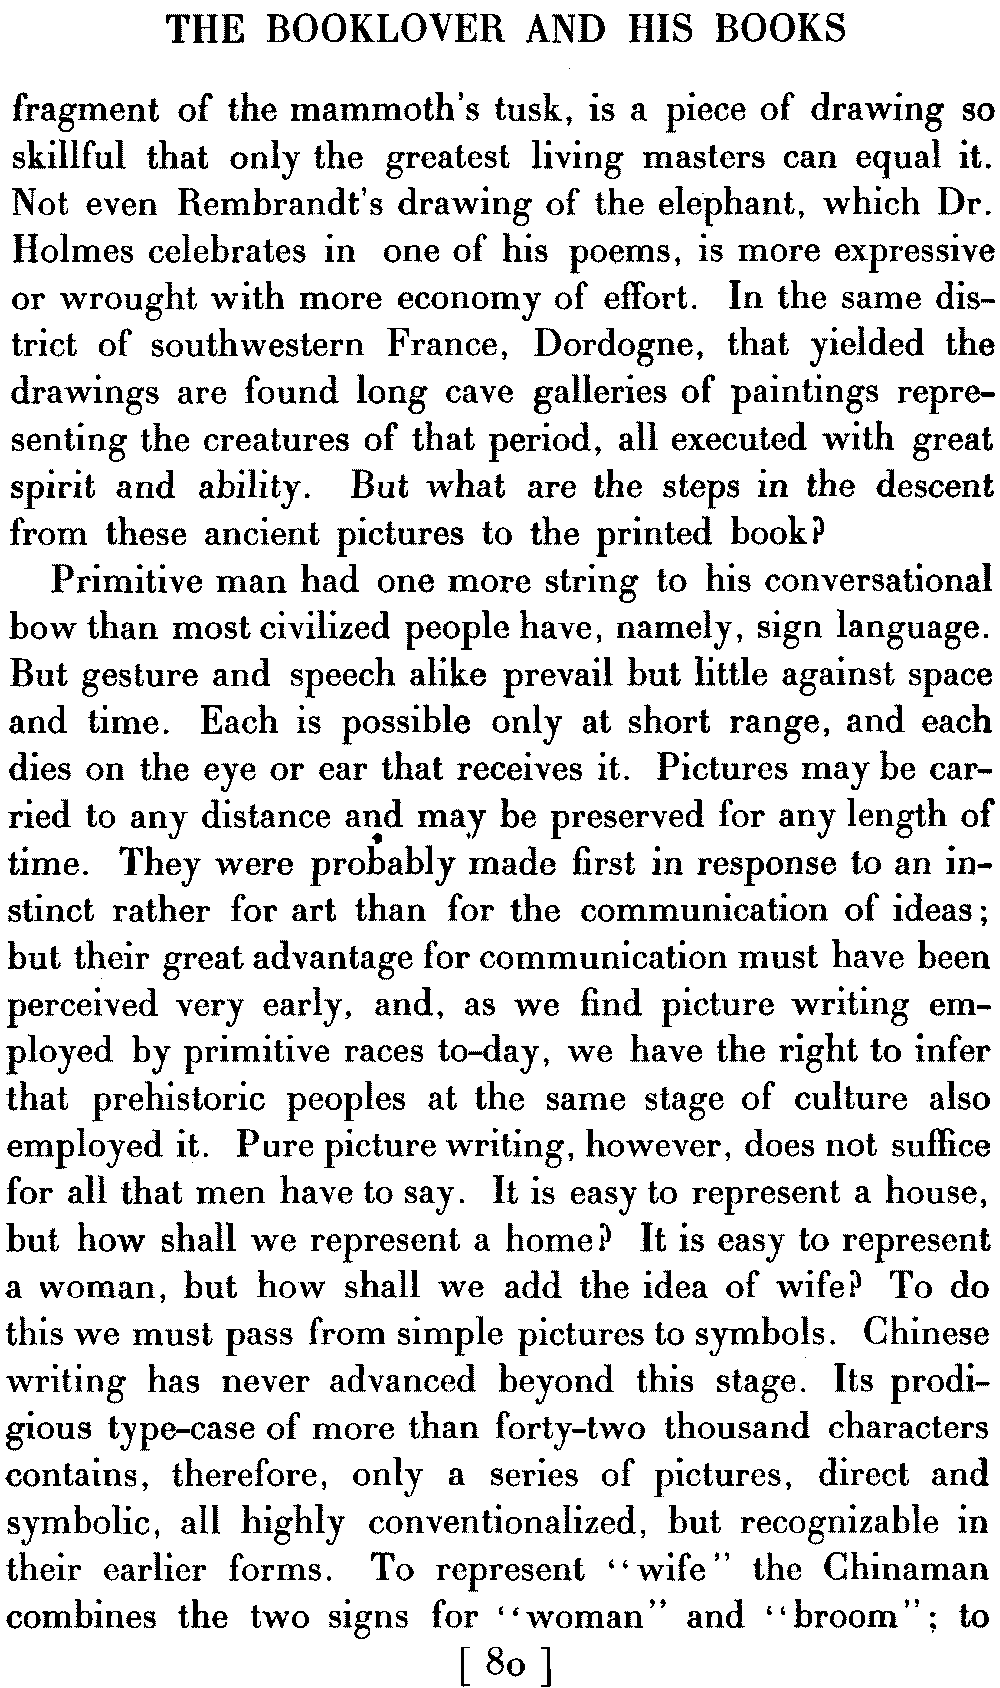 THE BOOKLOVER AND HIS BOOKS
fragment of the mammoth's tusk, is a piece of drawing so
skillful that only the greatest living masters can equal it.
Not even Rembrandt's drawing of the elephant, which Dr.
Holmes celebrates in one of his poems, is more expressive
or wrought with more economy of effort. In the same dis-
trict of southwestern France, Dordogne, that yielded the
drawings are found long cave galleries of paintings repre-
senting the creatures of that period, all executed with great
spirit and ability. But what are the steps in the descent
from these ancient pictures to the printed book?
Primitive man had one more string to his conversational
bow than most civilized people have, namely, sign language.
But gesture and speech alike prevail but little against space
and time. Each is possible only at short range, and each
dies on the eye or ear that receives it. Pictures may be car-
ried to any distance and may be preserved for any length of
time. They were probably made first in response to an in-
stinct rather for art than for the communication of ideas;
but their great advantage for communication must have been
perceived very early, and, as we find picture writing em-
ployed by primitive races to-day, we have the right to infer
that prehistoric peoples at the same stage of culture also
employed it. Pure picture writing, however, does not suffice
for all that men have to say. It is easy to represent a house,
but how shall we represent a home? It is easy to represent
a woman, but how shall we add the idea of wife? To do
this we must pass from simple pictures to symbols. Chinese
writing has never advanced beyond this stage. Its prodi-
gious type-case of more than forty-two thousand characters
contains, therefore, only a series of pictures, direct and
symbolic, all highly conventionalized, but recognizable in
their earlier forms. To represent "wife" the Chinaman
combines the two signs for "woman" and "broom"; to
[ 80 ]